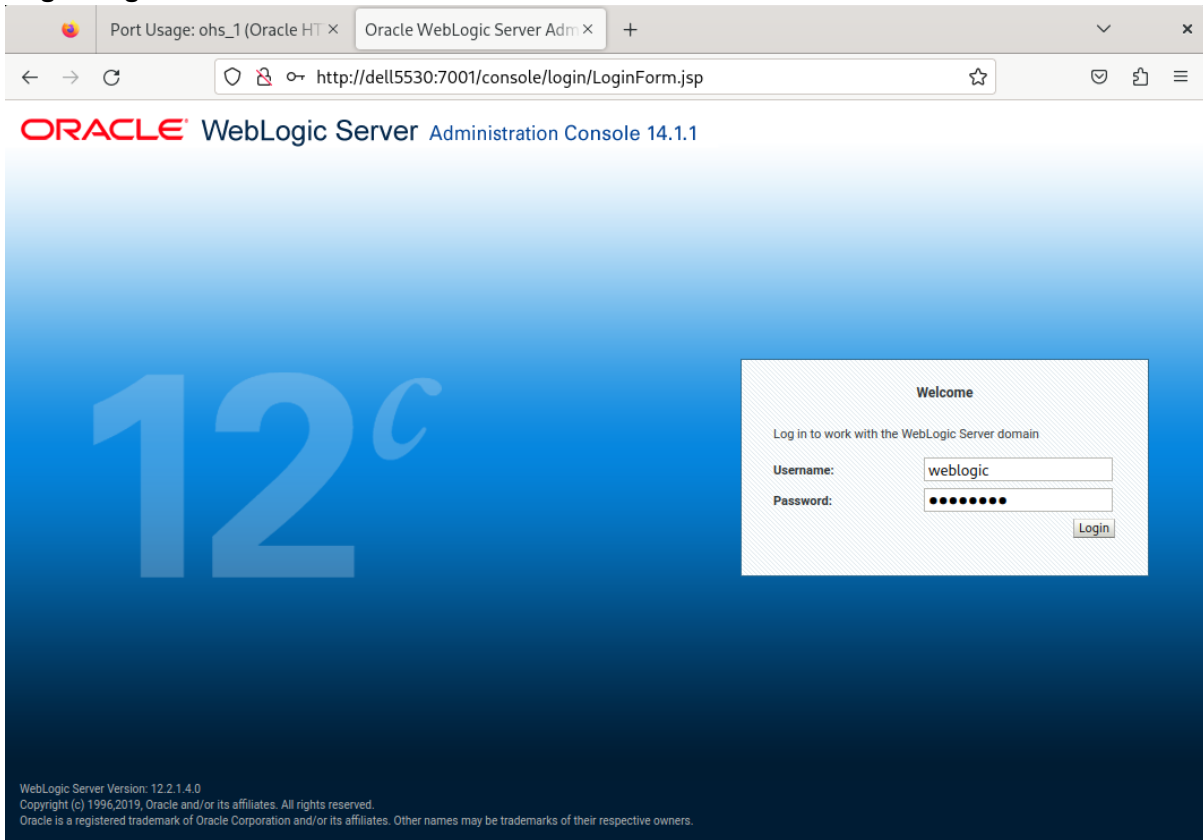 Port Usage: ohs_1 (Oracle HT
Oracle WebLogic Server Adm
http://dell5530:7001/console/login/LoginForm.jsp
ORACLE WebLogic Server Administration Console 14.1.1
12c
Welcome
Log in to work with the WebLogic Server domain
Username: weblogic
Password: ●●●●●●●●
Login
WebLogic Server Version: 12.2.1.4.0
Copyright (c) 1996,2019, Oracle and/or its affiliates. All rights reserved.
Oracle is a registered trademark of Oracle Corporation and/or its affiliates. Other names may be trademarks of their respective owners.